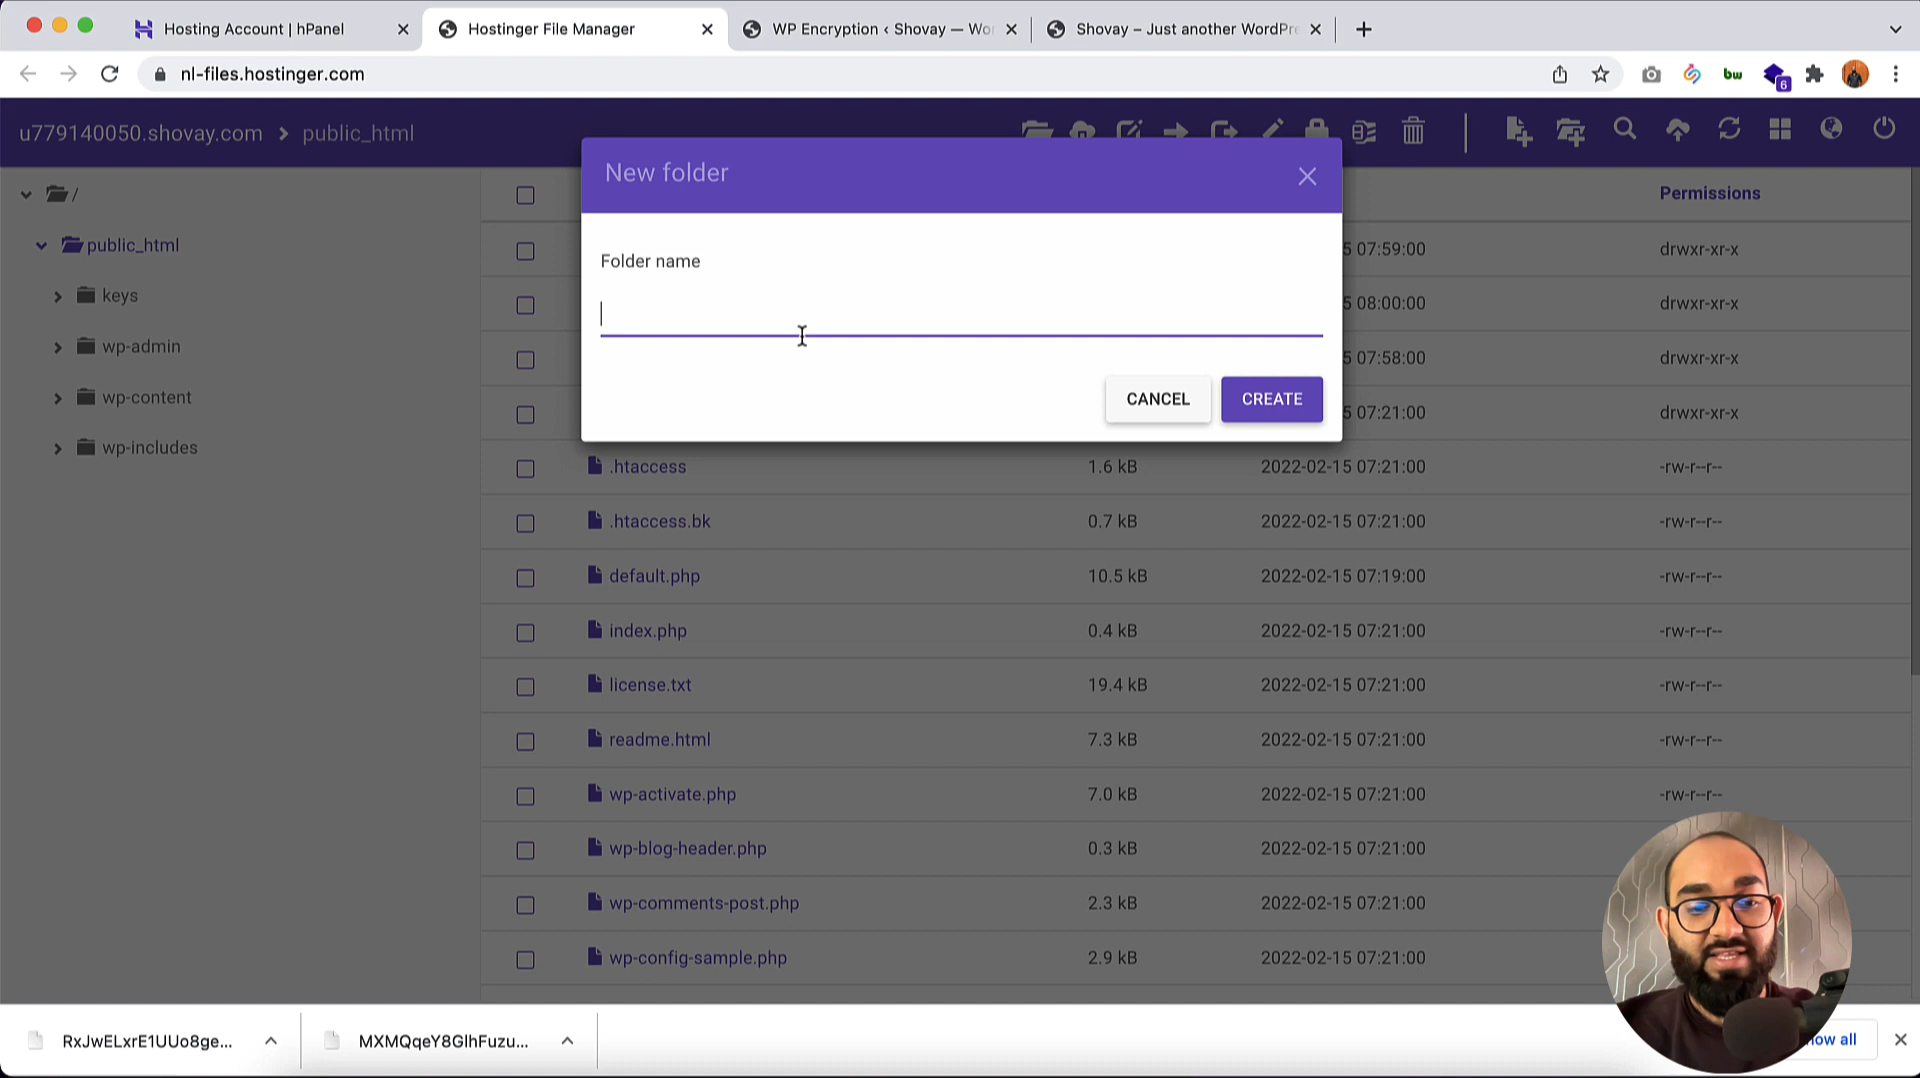 Hosting Account | hPanel
Hostinger File Manager
WP Encryption ‹ Shovay — Wo
Shovay – Just another WordPre
nl-files.hostinger.com
bw
6
u779140050.shovay.com > public_html
New folder
/
public_html
keys
wp-admin
wp-content
wp-includes
Folder name
CANCEL
CREATE
Permissions
5 07:59:00 drwxr-xr-x
5 08:00:00 drwxr-xr-x
5 07:58:00 drwxr-xr-x
5 07:21:00 drwxr-xr-x
.htaccess 1.6 kB 2022-02-15 07:21:00 -rw-r--r--
.htaccess.bk 0.7 kB 2022-02-15 07:21:00 -rw-r--r--
default.php 10.5 kB 2022-02-15 07:19:00 -rw-r--r--
index.php 0.4 kB 2022-02-15 07:21:00 -rw-r--r--
license.txt 19.4 kB 2022-02-15 07:21:00 -rw-r--r--
readme.html 7.3 kB 2022-02-15 07:21:00 -rw-r--r--
wp-activate.php 7.0 kB 2022-02-15 07:21:00 -rw-r--r--
wp-blog-header.php 0.3 kB 2022-02-15 07:21:00
wp-comments-post.php 2.3 kB 2022-02-15 07:21:00
wp-config-sample.php 2.9 kB 2022-02-15 07:21:00
RxJwELxrE1UUo8ge...
MXMQqeY8GlhFuzu...
ow all